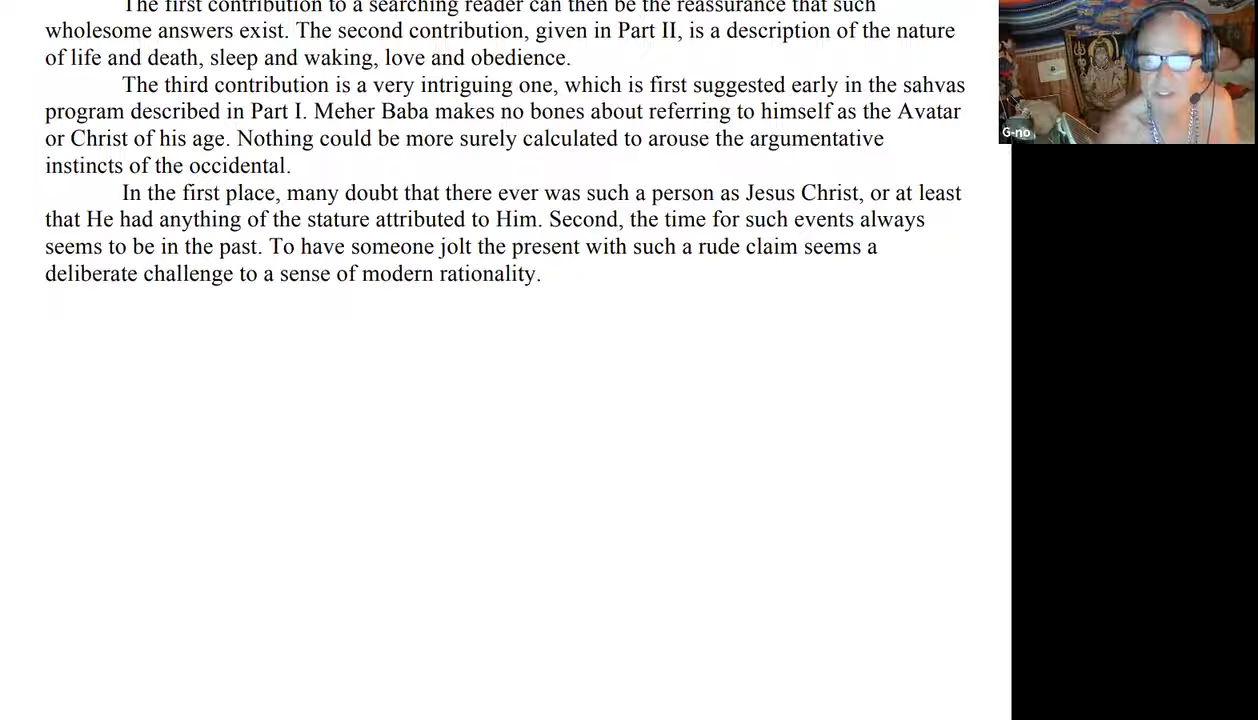 The first contribution to a searching reader can then be the reassurance that such
wholesome answers exist. The second contribution, given in Part II, is a description of the nature
of life and death, sleep and waking, love and obedience.
The third contribution is a very intriguing one, which is first suggested early in the sahvas
program described in Part I. Meher Baba makes no bones about referring to himself as the Avatar
or Christ of his age. Nothing could be more surely calculated to arouse the argumentative
instincts of the occidental.
In the first place, many doubt that there ever was such a person as Jesus Christ, or at least
that He had anything of the stature attributed to Him. Second, the time for such events always
seems to be in the past. To have someone jolt the present with such a rude claim seems a
deliberate challenge to a sense of modern rationality.
G-no